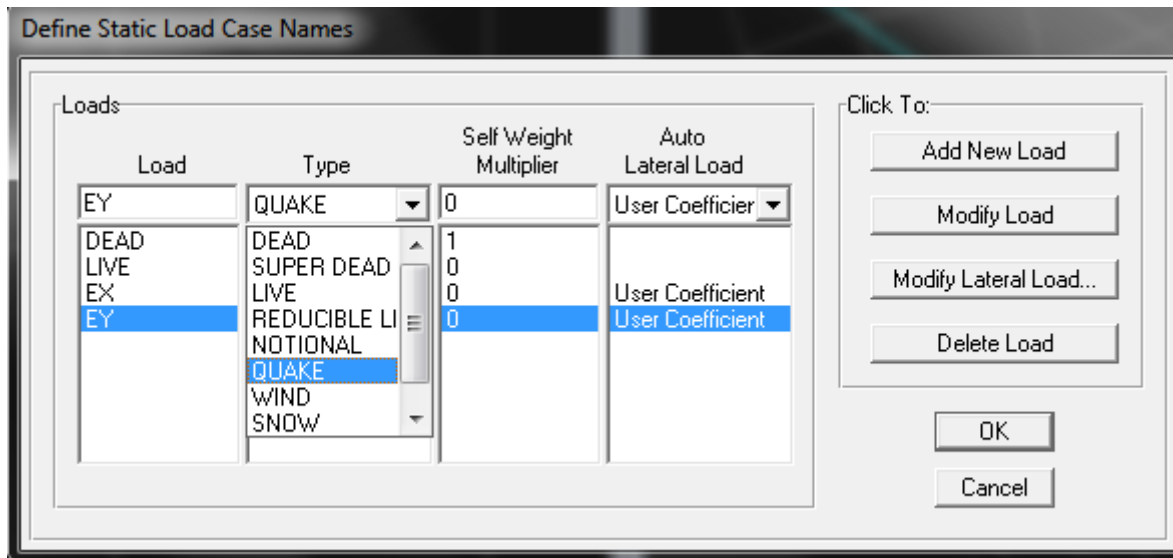 Define Static Load Case Names
Loads
Load
Type
Self Weight
Multiplier
Auto
Lateral Load
EY
QUAKE
0
User Coefficier
DEAD
LIVE
EX
EY
DEAD
SUPER DEAD
LIVE
REDUCIBLE LI
NOTIONAL
QUAKE
WIND
SNOW
1
0
0
0
User Coefficient
User Coefficient
Click To:
Add New Load
Modify Load
Modify Lateral Load...
Delete Load
OK
Cancel